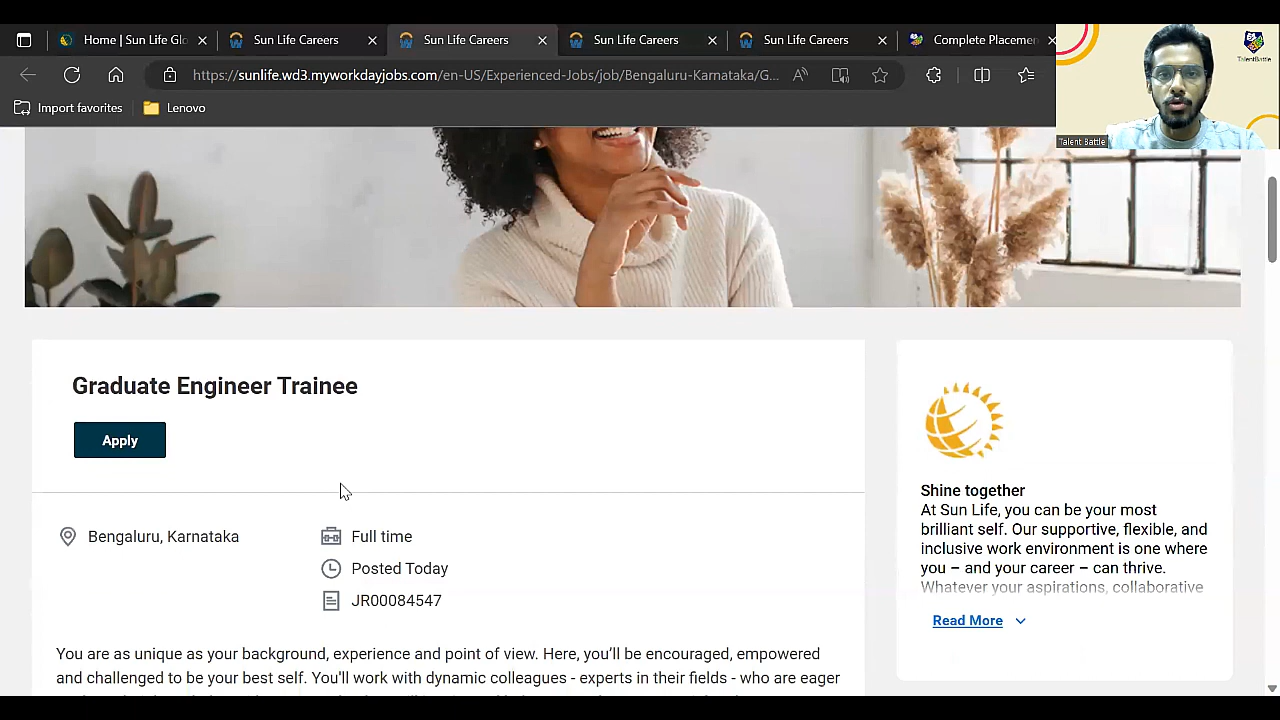 Home | Sun Life Glo
Sun Life Careers
Sun Life Careers
Sun Life Careers
Sun Life Careers
Complete Placemen
https://sunlife.wd3.myworkdayjobs.com/en-US/Experienced-Jobs/job/Bengaluru-Karnataka/G...
Import favorites
Lenovo
TalentBattle
Talent Battle
Graduate Engineer Trainee
Apply
Bengaluru, Karnataka
Full time
Posted Today
JR00084547
You are as unique as your background, experience and point of view. Here, you’ll be encouraged, empowered
and challenged to be your best self. You'll work with dynamic colleagues - experts in their fields - who are eager
Shine together
At Sun Life, you can be your most
brilliant self. Our supportive, flexible, and
inclusive work environment is one where
you – and your career – can thrive.
Whatever your aspirations, collaborative
Read More